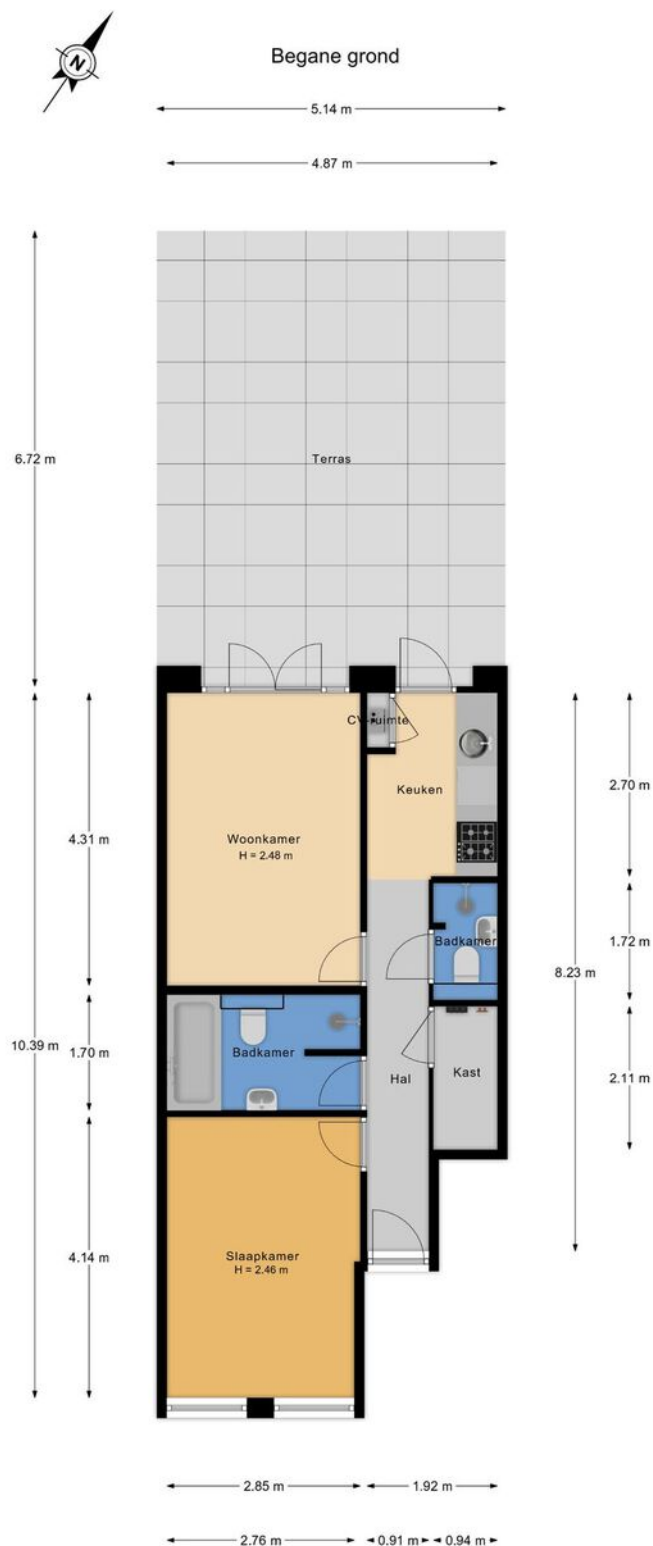 N
Begane grond
5.14 m
4.87 m
6.72 m
Terras
CV-ruimte
Keuken
2.70 m
4.31 m
Woonkamer
H = 2.48 m
Badkamer
1.72 m
8.23 m
10.39 m
1.70 m
Badkamer
Hal
Kast
2.11 m
4.14 m
Slaapkamer
H = 2.46 m
2.85 m
1.92 m
2.76 m
0.91 m
0.94 m